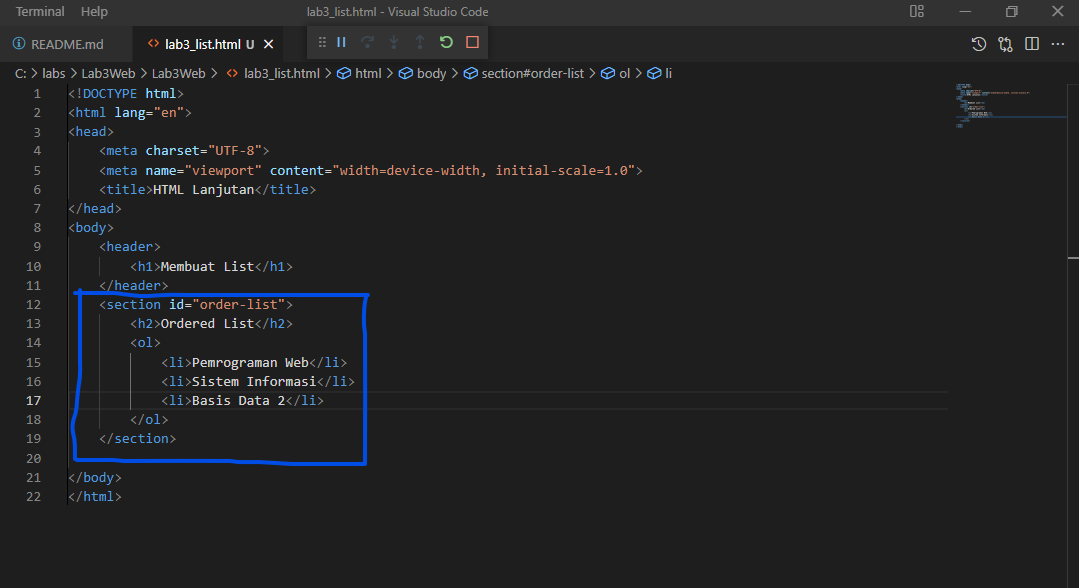 Terminal Help lab3_list.html - Visual Studio Code
README.md lab3_list.html U
C: > labs > Lab3Web > Lab3Web > lab3_list.html > html > body > section#order-list > ol > li
1 <!DOCTYPE html>
2 <html lang="en">
3 <head>
4 <meta charset="UTF-8">
5 <meta name="viewport" content="width=device-width, initial-scale=1.0">
6 <title>HTML Lanjutan</title>
7 </head>
8 <body>
9 <header>
10 <h1>Membuat List</h1>
11 </header>
12 <section id="order-list">
13 <h2>Ordered List</h2>
14 <ol>
15 <li>Pemrograman Web</li>
16 <li>Sistem Informasi</li>
17 <li>Basis Data 2</li>
18 </ol>
19 </section>
20
21 </body>
22 </html>